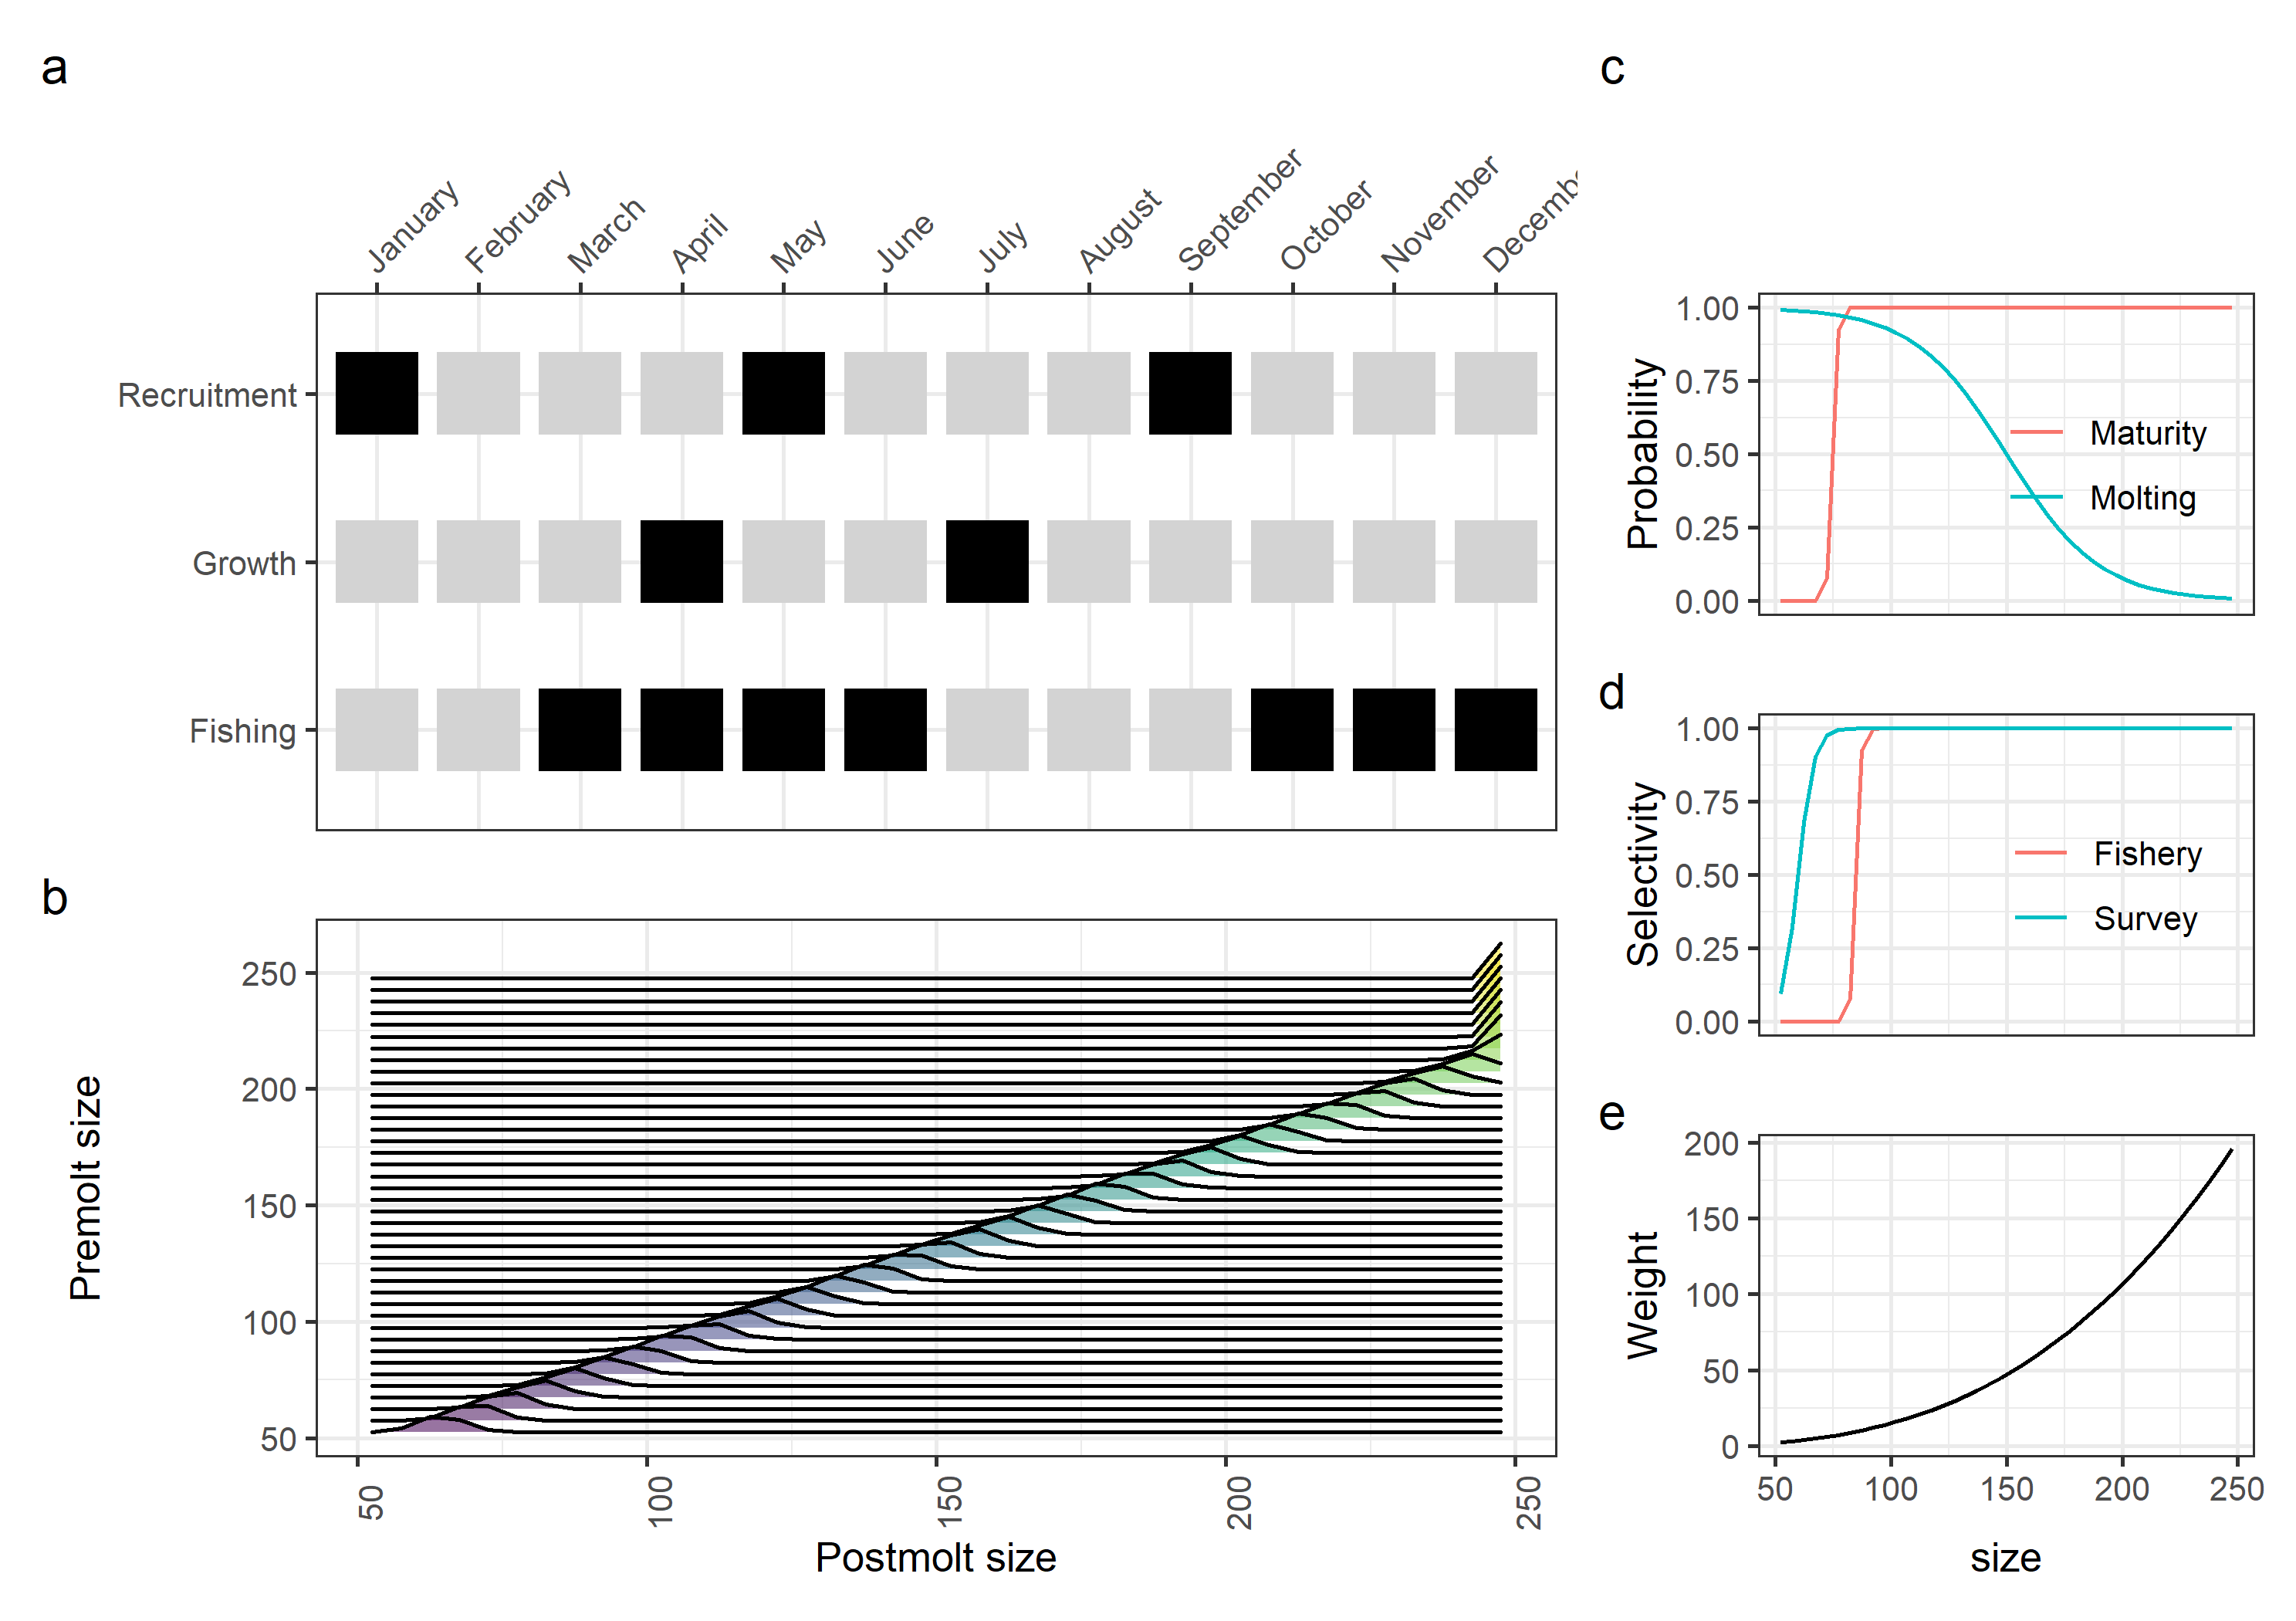 a
January February March April May June July August September October November Decemb
Recruitment
Growth
Fishing
b
Premolt size
250
200
150
100
50
50 100 150 200 250
Postmolt size
c
Probability
1.00
0.75
0.50
0.25
0.00
Maturity
Molting
d
Selectivity
1.00
0.75
0.50
0.25
0.00
Fishery
Survey
e
Weight
200
150
100
50
0
50 100 150 200 250
size